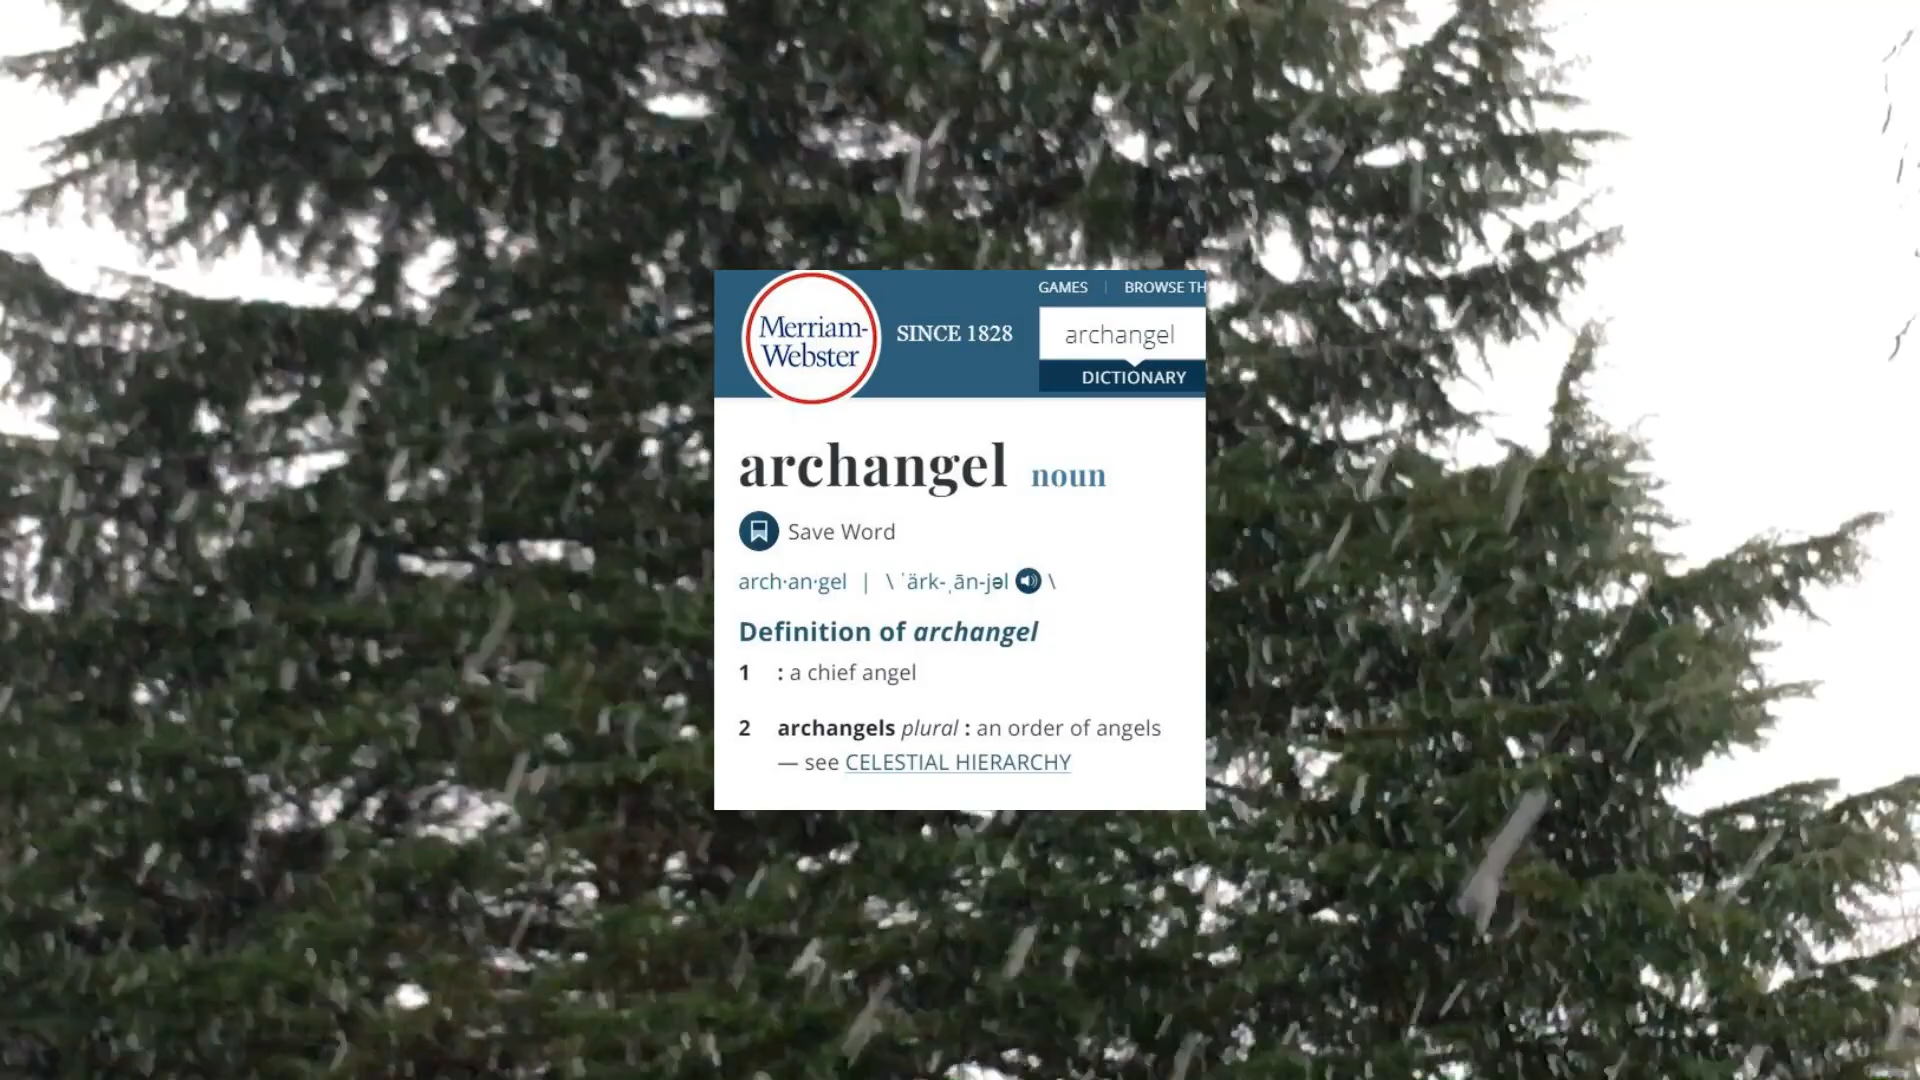 GAMES | BROWSE TH
Merriam-
Webster
SINCE 1828
archangel
DICTIONARY
archangel noun
Save Word
arch·an·gel | \ ˈärk-ˌān-jəl \
Definition of archangel
1 : a chief angel
2 archangels plural : an order of angels
— see CELESTIAL HIERARCHY